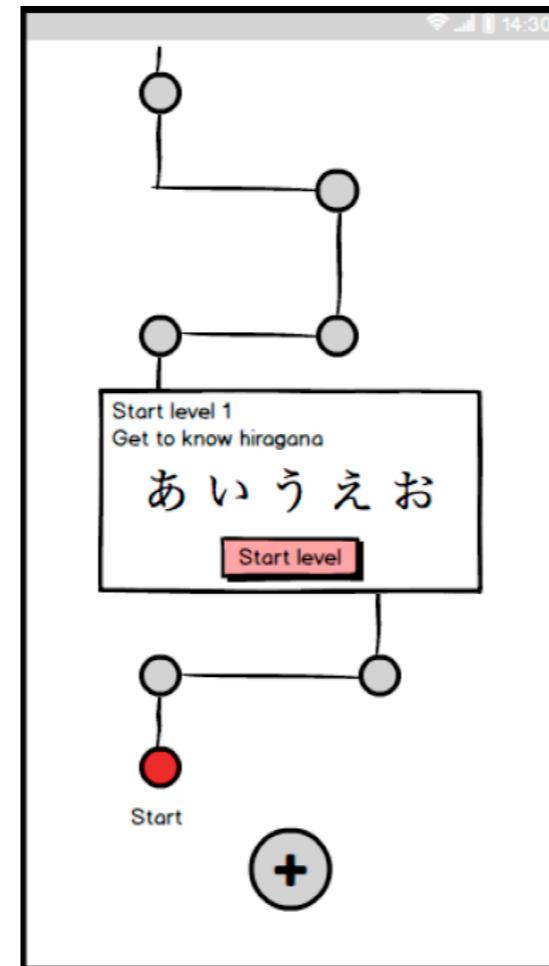 14:30
Start level 1
Get to know hiragana
あ い う え お
Start level
Start
+